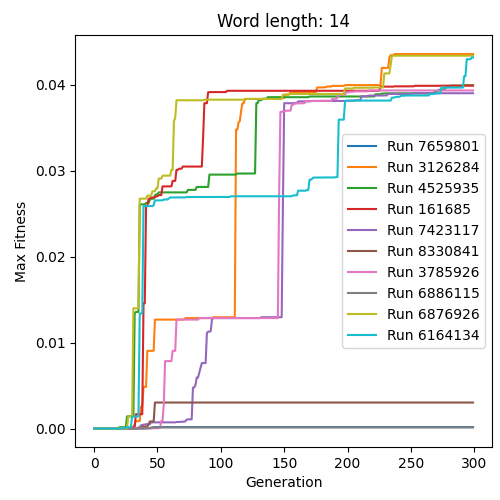 Word length: 14
Max Fitness
0.04
0.03
0.02
0.01
0.00
Run 7659801
Run 3126284
Run 4525935
Run 161685
Run 7423117
Run 8330841
Run 3785926
Run 6886115
Run 6876926
Run 6164134
0 50 100 150 200 250 300
Generation